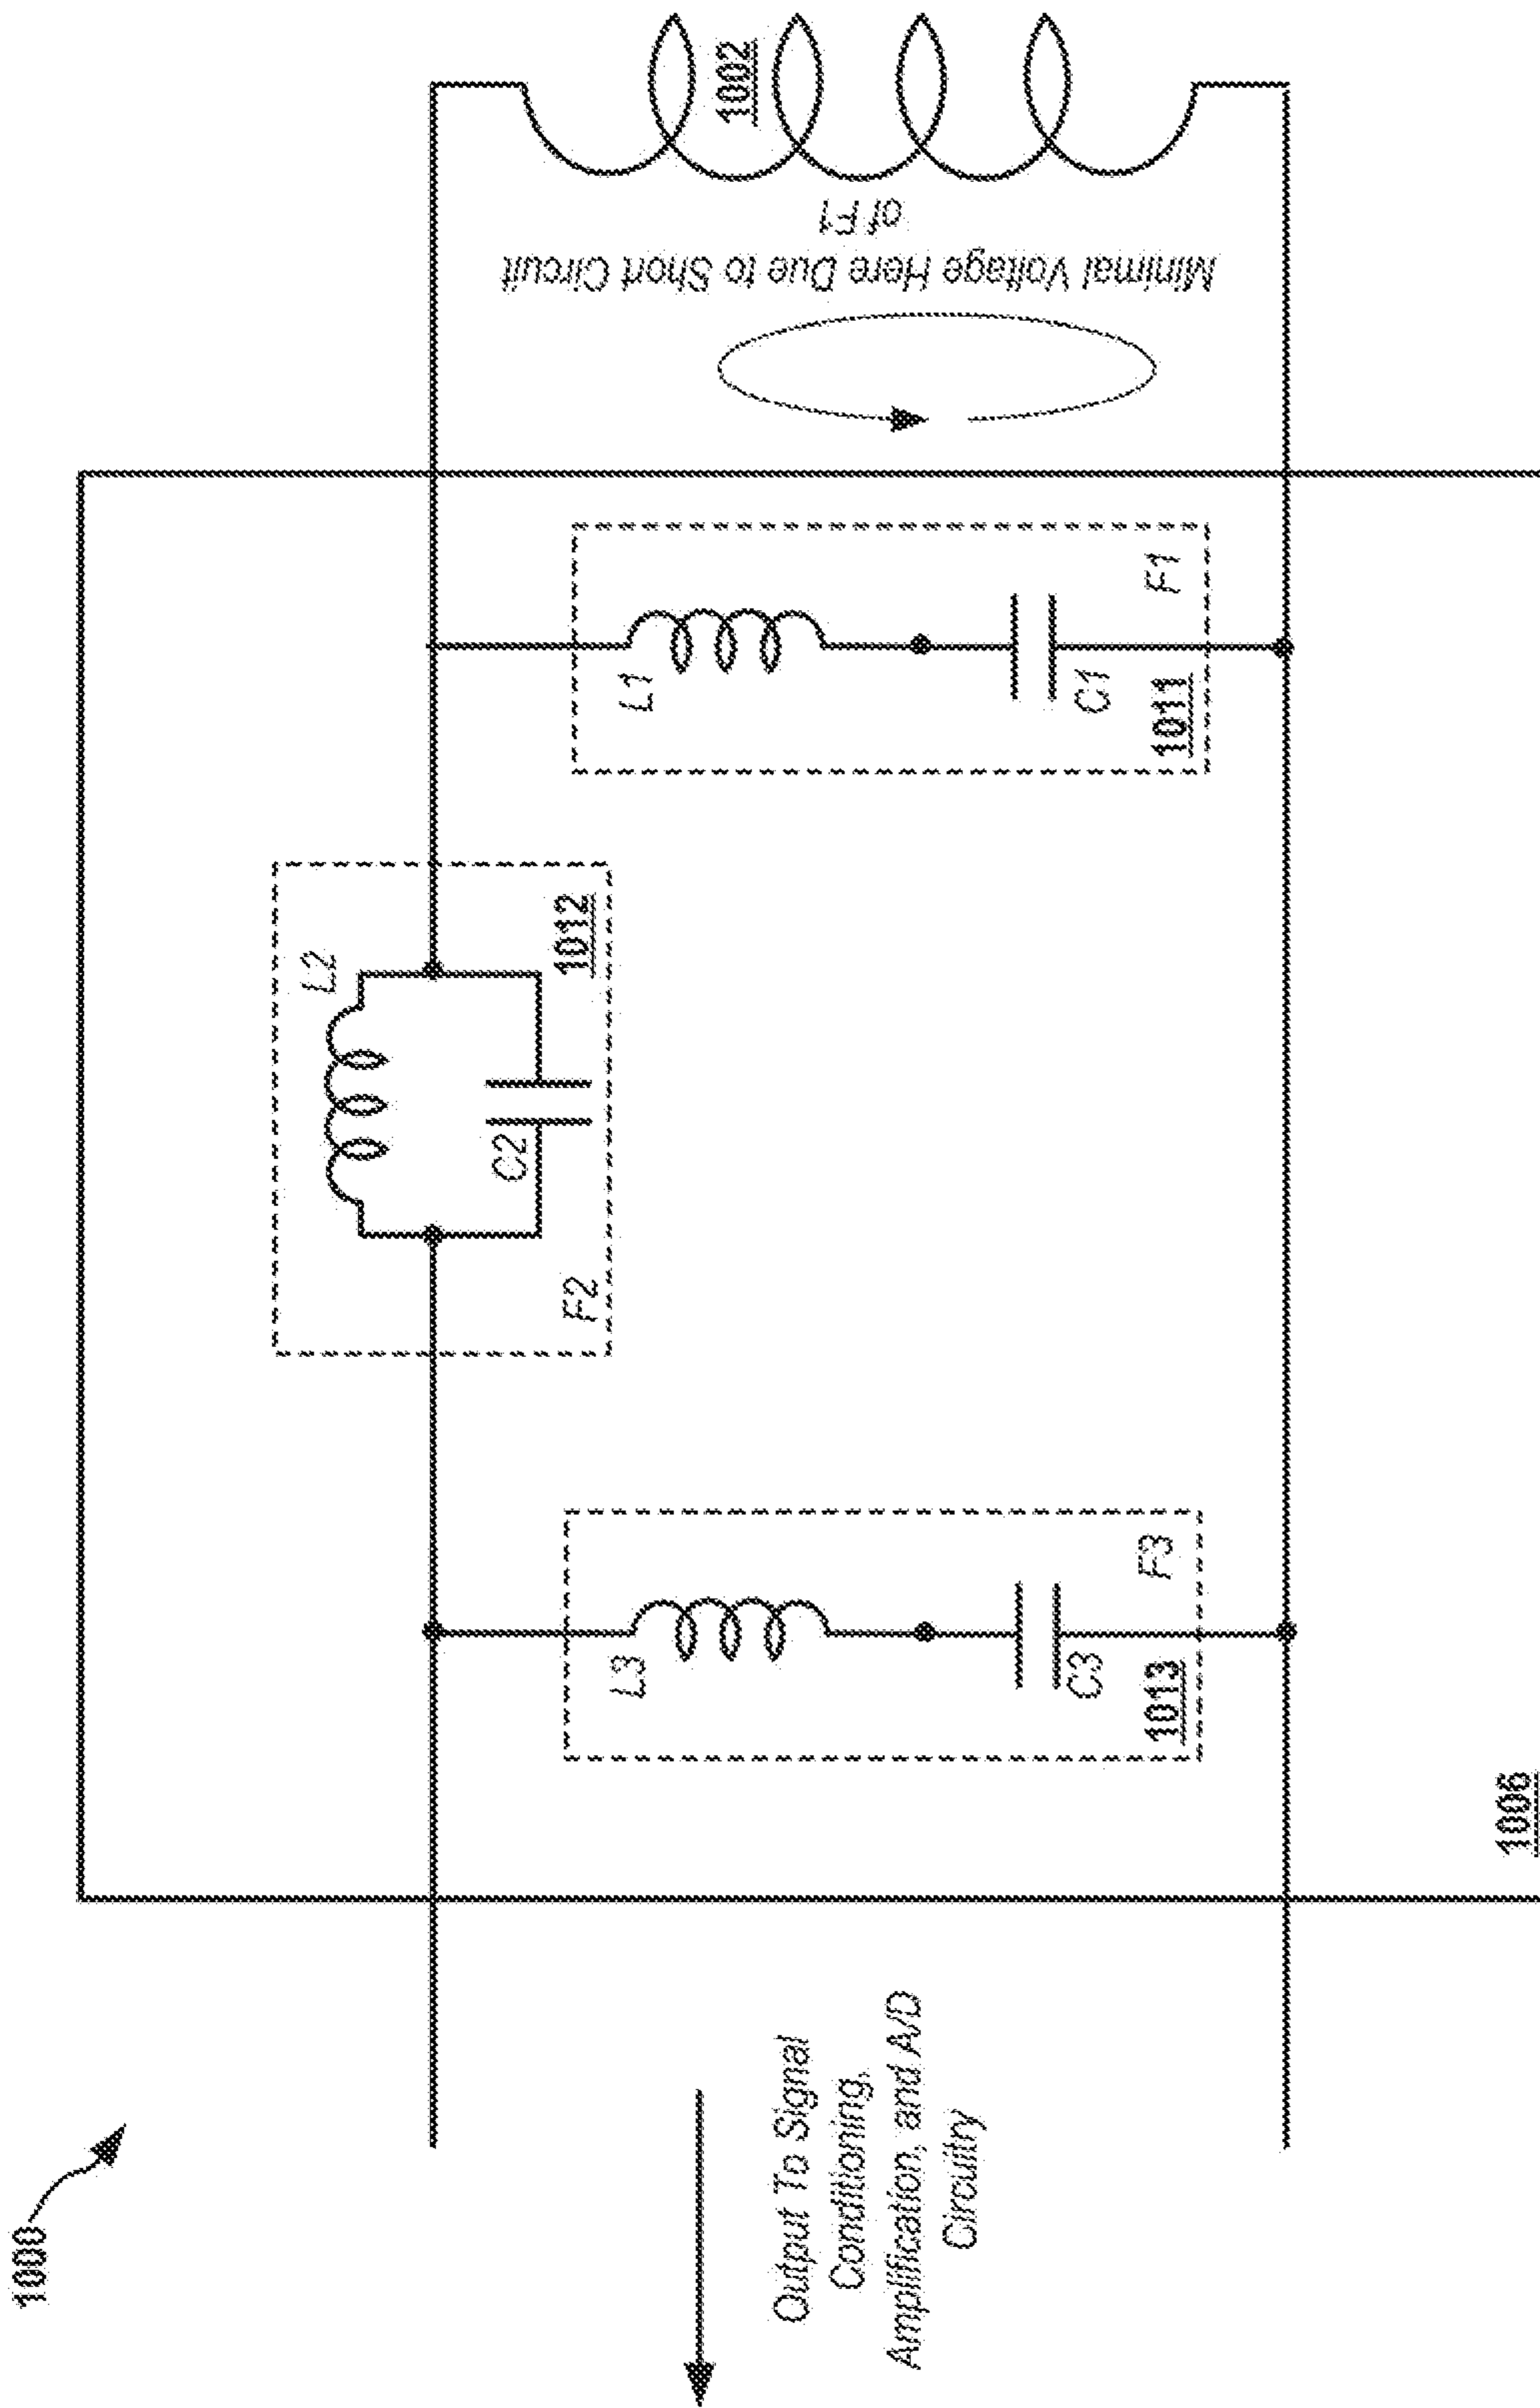 1000
Output To Signal
Conditioning,
Amplification, and A/D
Circuitry
L3
C3
1013
F3
L2
C2
1012
F2
L1
C1
1011
F1
Minimal Voltage Here Due to Short Circuit
of F1
1002
1006